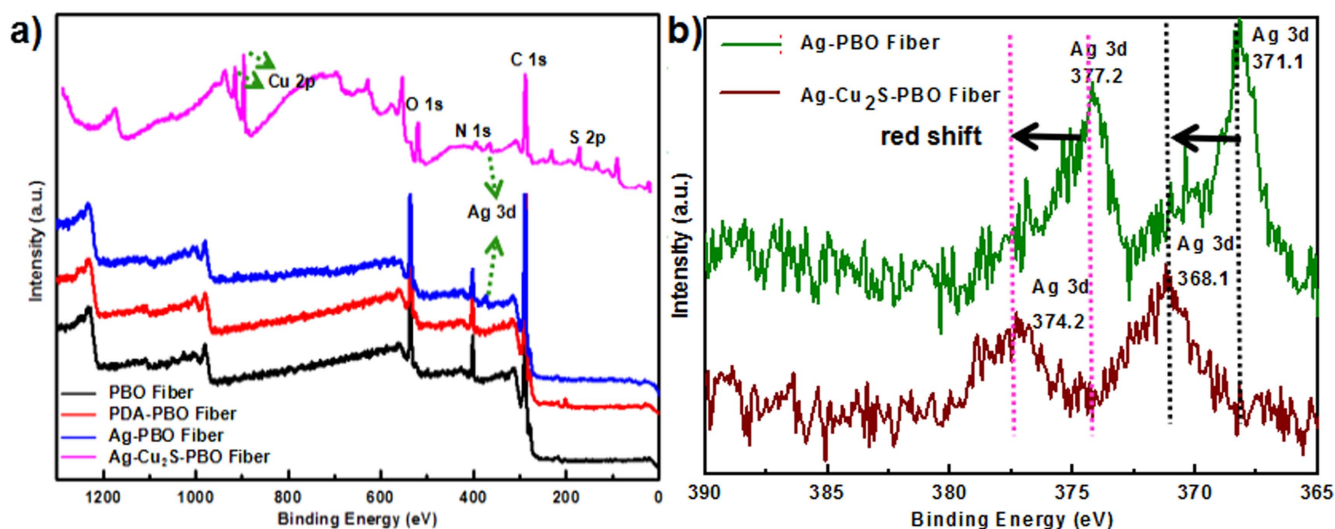 a)
Cu 2p
C 1s
O 1s
N 1s
S 2p
Ag 3d
Intensity (a.u.)
PBO Fiber
PDA-PBO Fiber
Ag-PBO Fiber
Ag-Cu₂S-PBO Fiber
1200 1000 800 600 400 200 0
Binding Energy (eV)
b)
Ag-PBO Fiber
Ag-Cu₂S-PBO Fiber
Ag 3d
377.2
Ag 3d
371.1
red shift
Ag 3d
368.1
Ag 3d
374.2
Intensity (a.u.)
390 385 380 375 370 365
Binding Energy (eV)